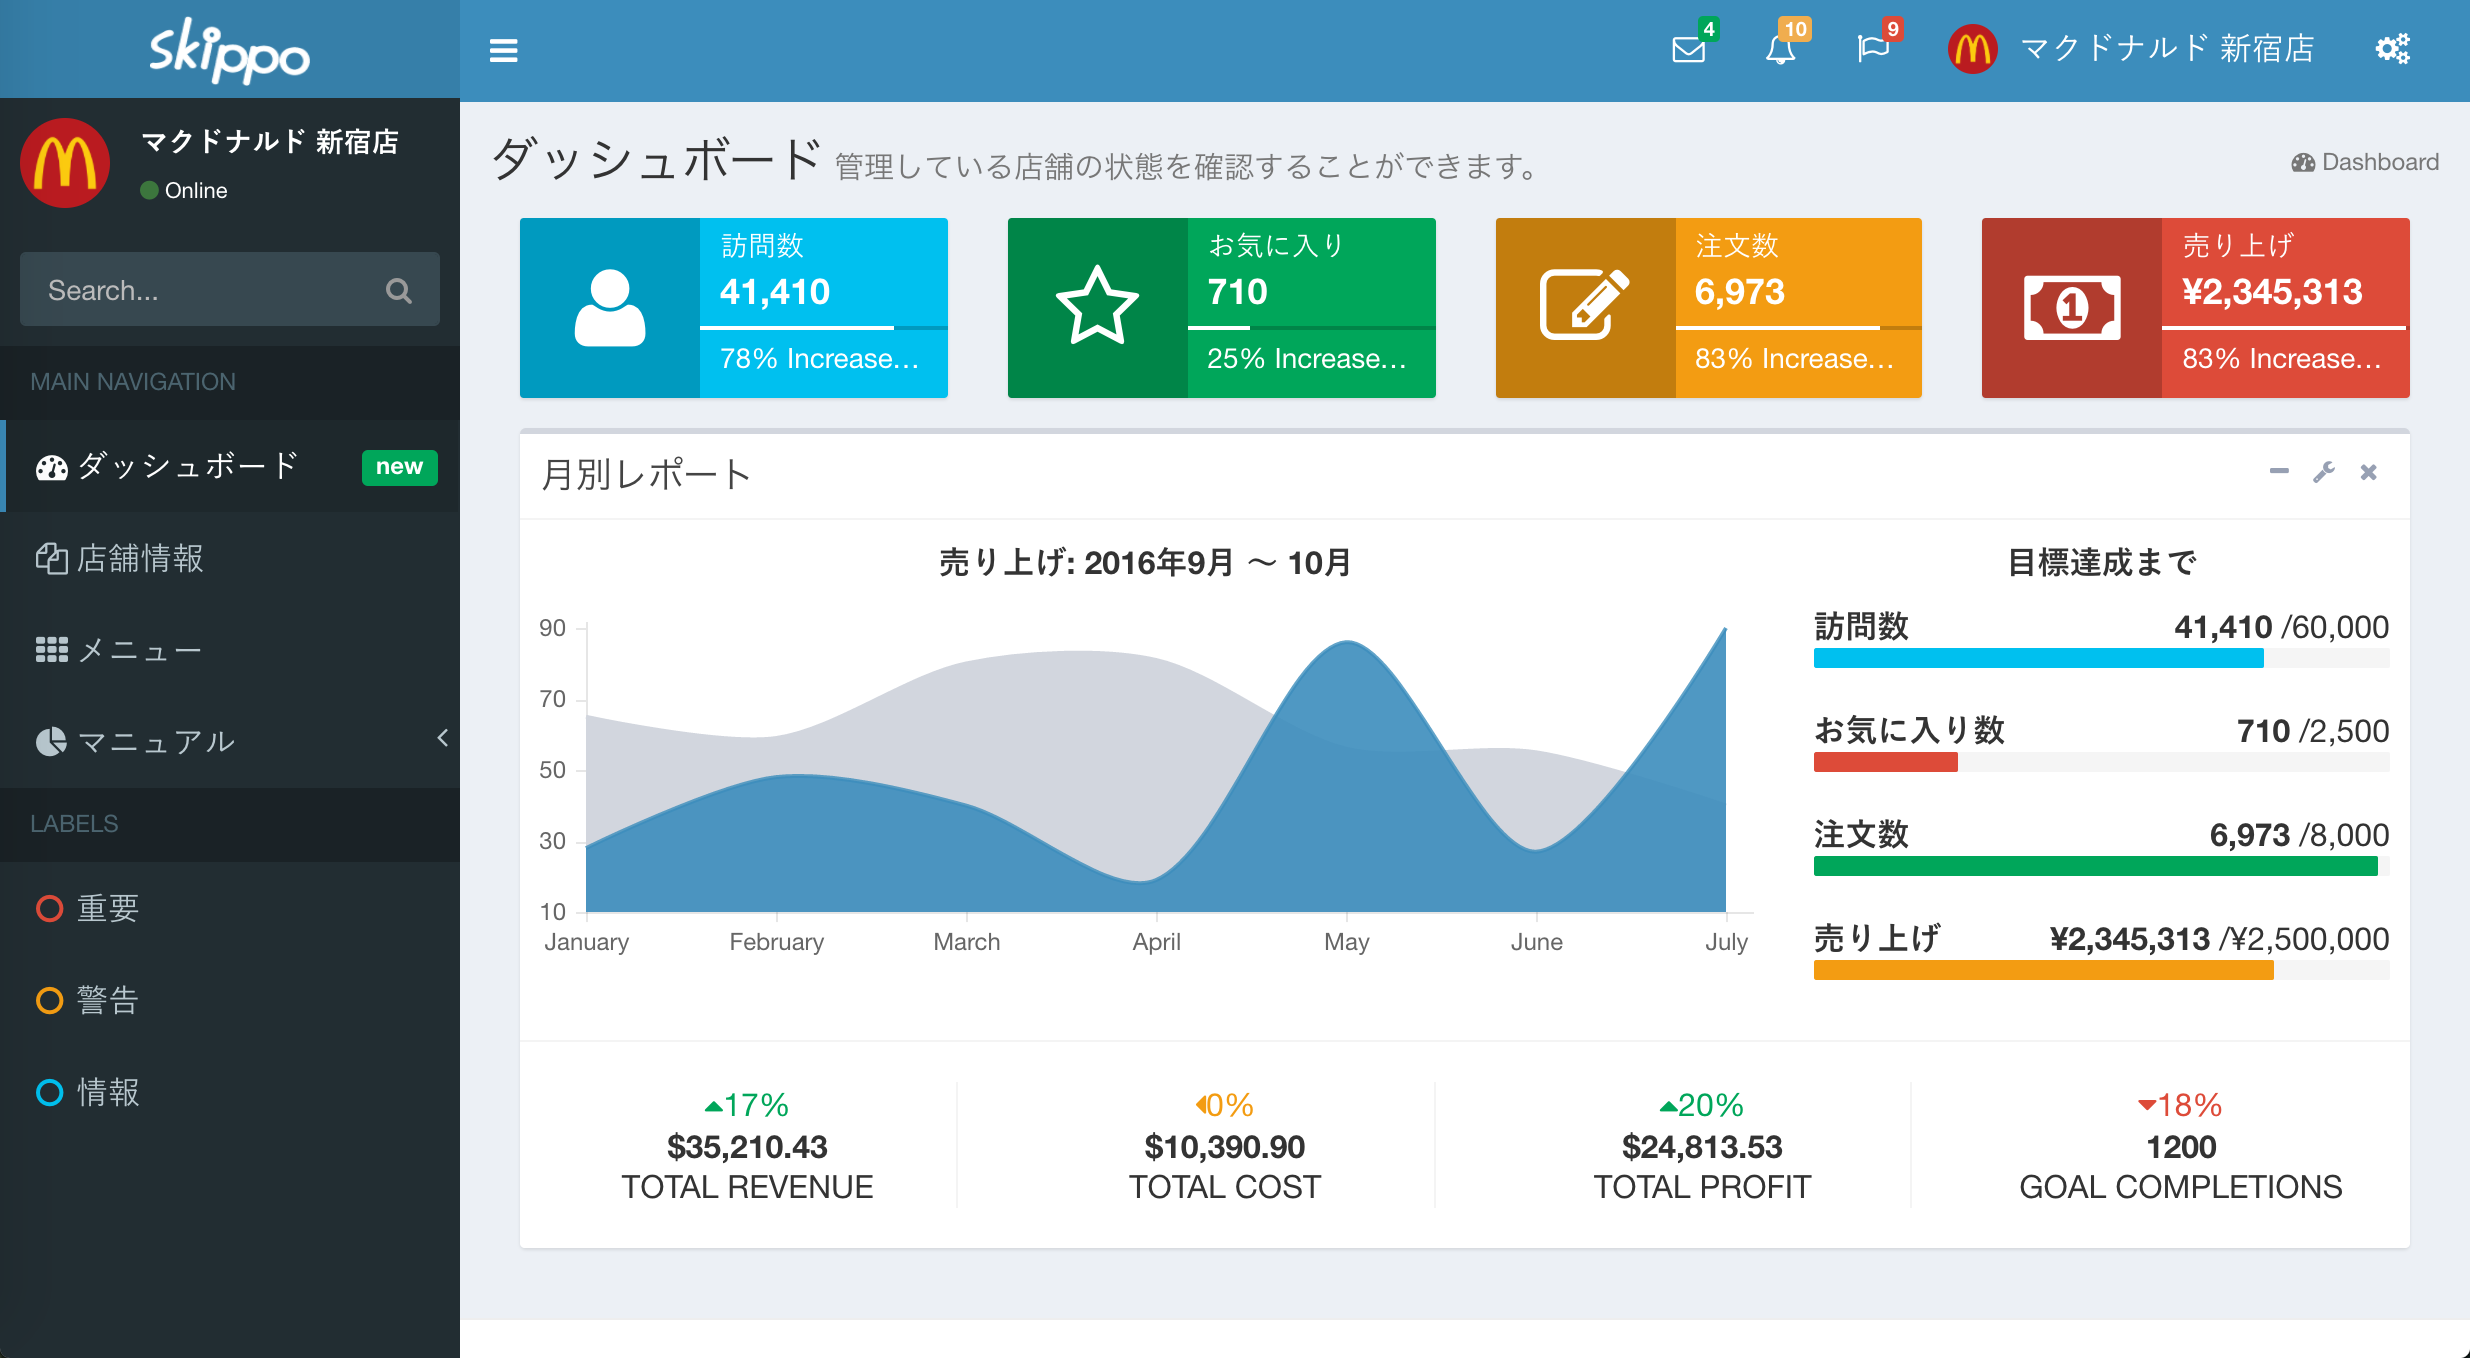 skippo
4
10
9
マクドナルド 新宿店
マクドナルド 新宿店
Online
Search...
MAIN NAVIGATION
ダッシュボード
new
店舗情報
メニュー
マニュアル
LABELS
重要
警告
情報
ダッシュボード 管理している店舗の状態を確認することができます。
Dashboard
訪問数
41,410
78% Increase...
お気に入り
710
25% Increase...
注文数
6,973
83% Increase...
1
売り上げ
¥2,345,313
83% Increase...
月別レポート
売り上げ: 2016年9月 〜 10月
90
70
50
30
10
January February March April May June July
目標達成まで
訪問数 41,410 /60,000
お気に入り数 710 /2,500
注文数 6,973 /8,000
売り上げ ¥2,345,313 /¥2,500,000
17%
$35,210.43
TOTAL REVENUE
0%
$10,390.90
TOTAL COST
20%
$24,813.53
TOTAL PROFIT
18%
1200
GOAL COMPLETIONS